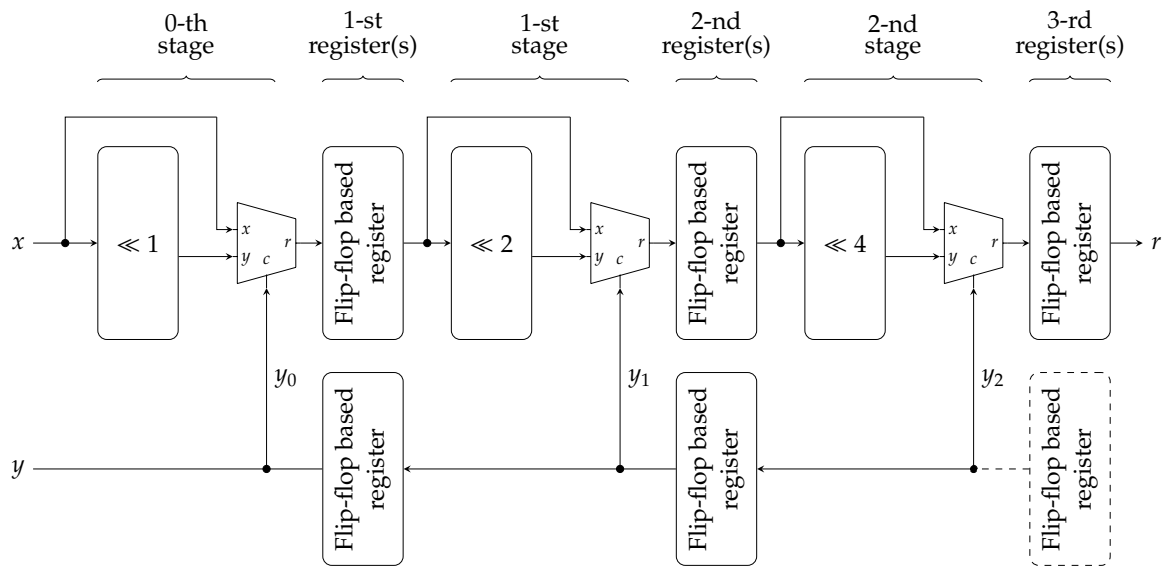 0-th
stage
1-st
register(s)
1-st
stage
2-nd
register(s)
2-nd
stage
3-rd
register(s)
x
≪ 1
x
y
c
r
Flip-flop based
register
≪ 2
x
y
c
r
Flip-flop based
register
≪ 4
x
y
c
r
Flip-flop based
register
r
y₀
y₁
y₂
y
Flip-flop based
register
Flip-flop based
register
Flip-flop based
register